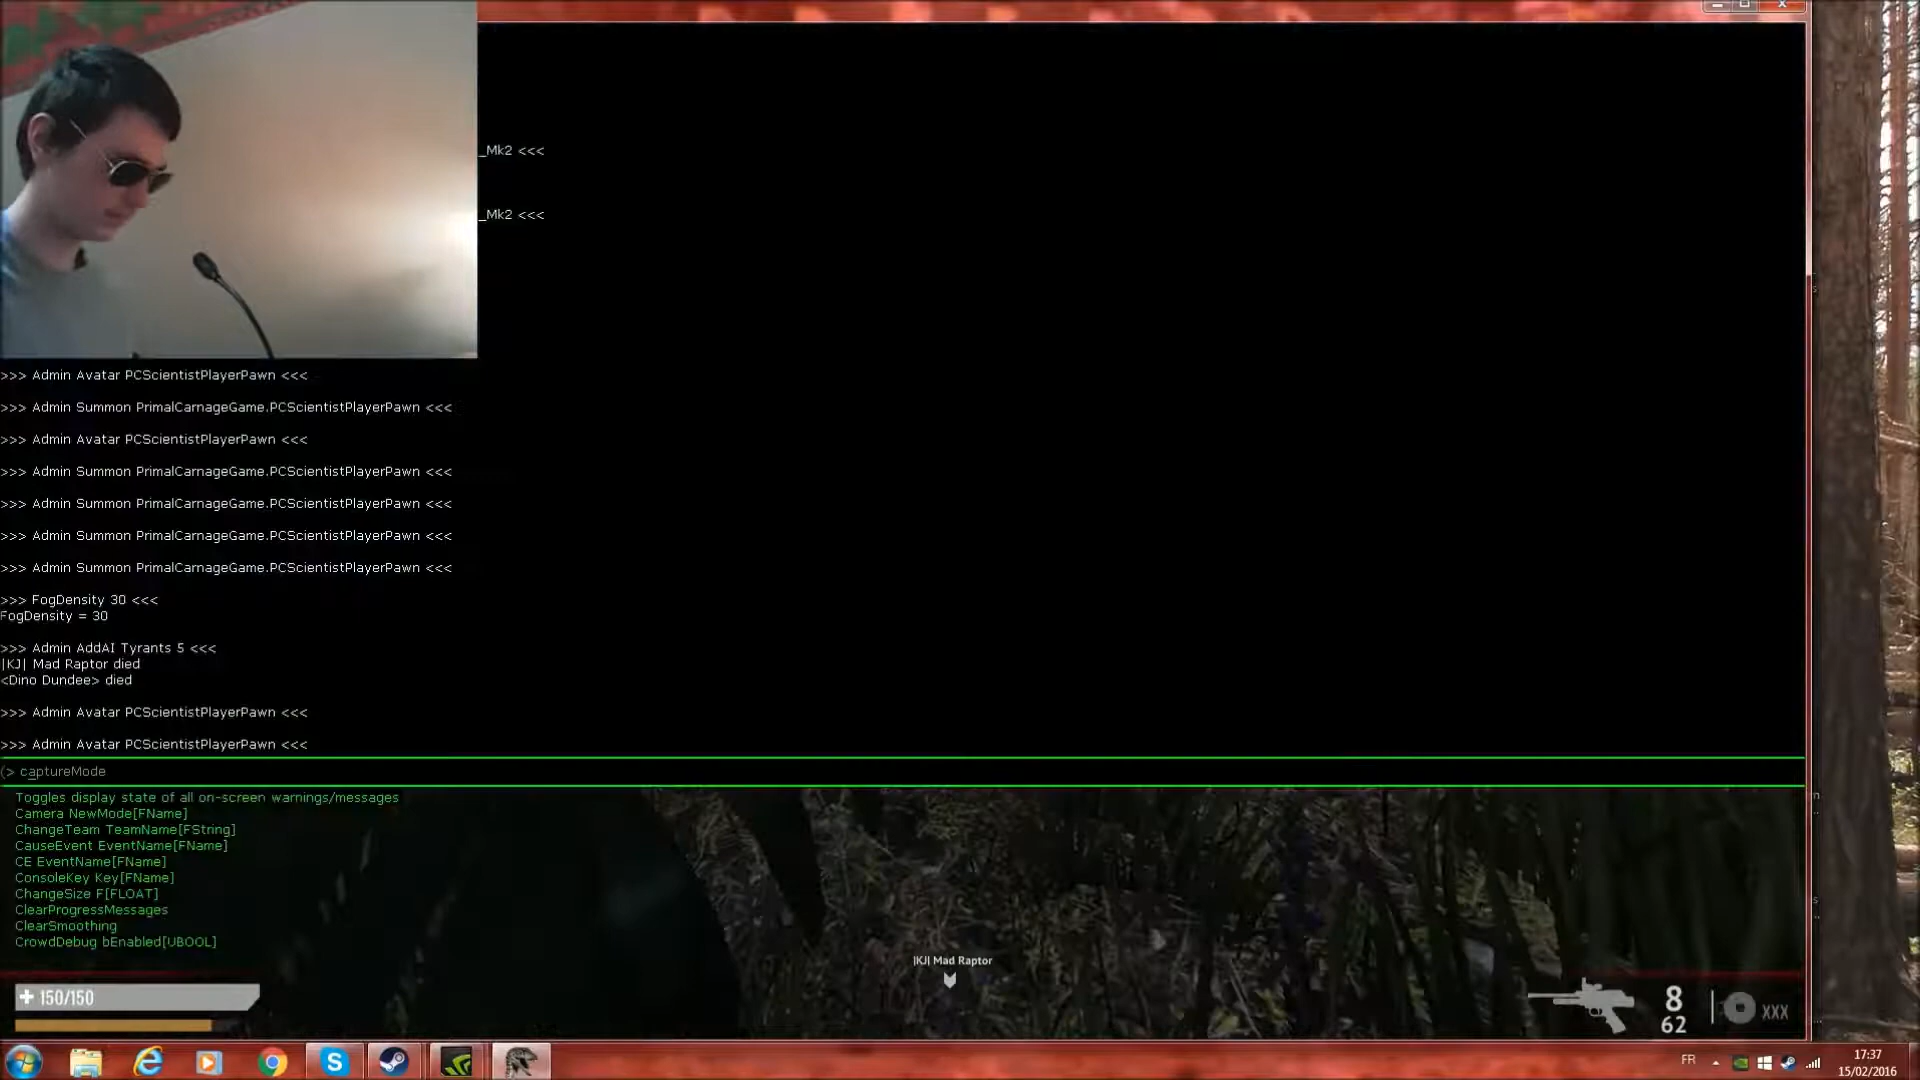 _Mk2 <<<
_Mk2 <<<
>>> Admin Avatar PCScientistPlayerPawn <<<
>>> Admin Summon PrimalCarnageGame.PCScientistPlayerPawn <<<
>>> Admin Avatar PCScientistPlayerPawn <<<
>>> Admin Summon PrimalCarnageGame.PCScientistPlayerPawn <<<
>>> Admin Summon PrimalCarnageGame.PCScientistPlayerPawn <<<
>>> Admin Summon PrimalCarnageGame.PCScientistPlayerPawn <<<
>>> Admin Summon PrimalCarnageGame.PCScientistPlayerPawn <<<
>>> FogDensity 30 <<<
FogDensity = 30
>>> Admin AddAI Tyrants 5 <<<
|KJ| Mad Raptor died
<Dino Dundee> died
>>> Admin Avatar PCScientistPlayerPawn <<<
>>> Admin Avatar PCScientistPlayerPawn <<<
(> captureMode
Toggles display state of all on-screen warnings/messages
Camera NewMode[FName]
ChangeTeam TeamName[FString]
CauseEvent EventName[FName]
CE EventName[FName]
ConsoleKey Key[FName]
ChangeSize F[FLOAT]
ClearProgressMessages
ClearSmoothing
CrowdDebug bEnabled[UBOOL]
|KJ| Mad Raptor
150/150
8
62
XXX
FR
17:37
15/02/2016